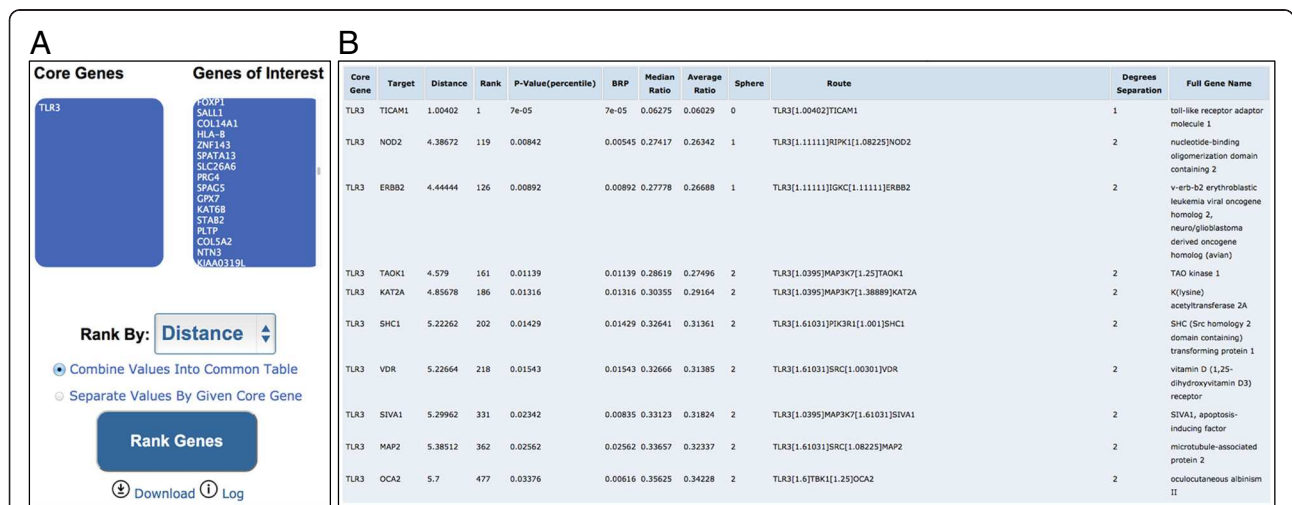 A
Core Genes
Genes of Interest
TLR3
FOXP1
SALL1
COL14A1
HLA-B
ZNF143
SPATA13
SLC26A6
PRG4
SPAG5
GPX7
KAT6B
STAB2
PLTP
COL5A2
NTN3
KIAA0319L
Rank By: Distance
Combine Values Into Common Table
Separate Values By Given Core Gene
Rank Genes
Download Log
B
Core Gene Target Distance Rank P-Value(percentile) BRP Median Ratio Average Ratio Sphere Route Degrees Separation Full Gene Name
TLR3 TICAM1 1.00402 1 7e-05 7e-05 0.06275 0.06029 0 TLR3[1.00402]TICAM1 1 toll-like receptor adaptor
molecule 1
TLR3 NOD2 4.38672 119 0.00842 0.00545 0.27417 0.26342 1 TLR3[1.11111]RIPK1[1.08225]NOD2 2 nucleotide-binding
oligomerization domain
containing 2
TLR3 ERBB2 4.44444 126 0.00892 0.00892 0.27778 0.26688 1 TLR3[1.11111]IGKC[1.11111]ERBB2 2 v-erb-b2 erythroblastic
leukemia viral oncogene
homolog 2,
neuro/glioblastoma
derived oncogene
homolog (avian)
TLR3 TAOK1 4.579 161 0.01139 0.01139 0.28619 0.27496 2 TLR3[1.0395]MAP3K7[1.25]TAOK1 2 TAO kinase 1
TLR3 KAT2A 4.85678 186 0.01316 0.01316 0.30355 0.29164 2 TLR3[1.0395]MAP3K7[1.38889]KAT2A 2 K(lysine)
acetyltransferase 2A
TLR3 SHC1 5.22262 202 0.01429 0.01429 0.32641 0.31361 2 TLR3[1.61031]PIK3R1[1.001]SHC1 2 SHC (Src homology 2
domain containing)
transforming protein 1
TLR3 VDR 5.22664 218 0.01543 0.01543 0.32666 0.31385 2 TLR3[1.61031]SRC[1.00301]VDR 2 vitamin D (1,25-
dihydroxyvitamin D3)
receptor
TLR3 SIVA1 5.29962 331 0.02342 0.00835 0.33123 0.31824 2 TLR3[1.0395]MAP3K7[1.61031]SIVA1 2 SIVA1, apoptosis-
inducing factor
TLR3 MAP2 5.38512 362 0.02562 0.02562 0.33657 0.32337 2 TLR3[1.61031]SRC[1.08225]MAP2 2 microtubule-associated
protein 2
TLR3 OCA2 5.7 477 0.03376 0.00616 0.35625 0.34228 2 TLR3[1.6]TBK1[1.25]OCA2 2 oculocutaneous albinism
II